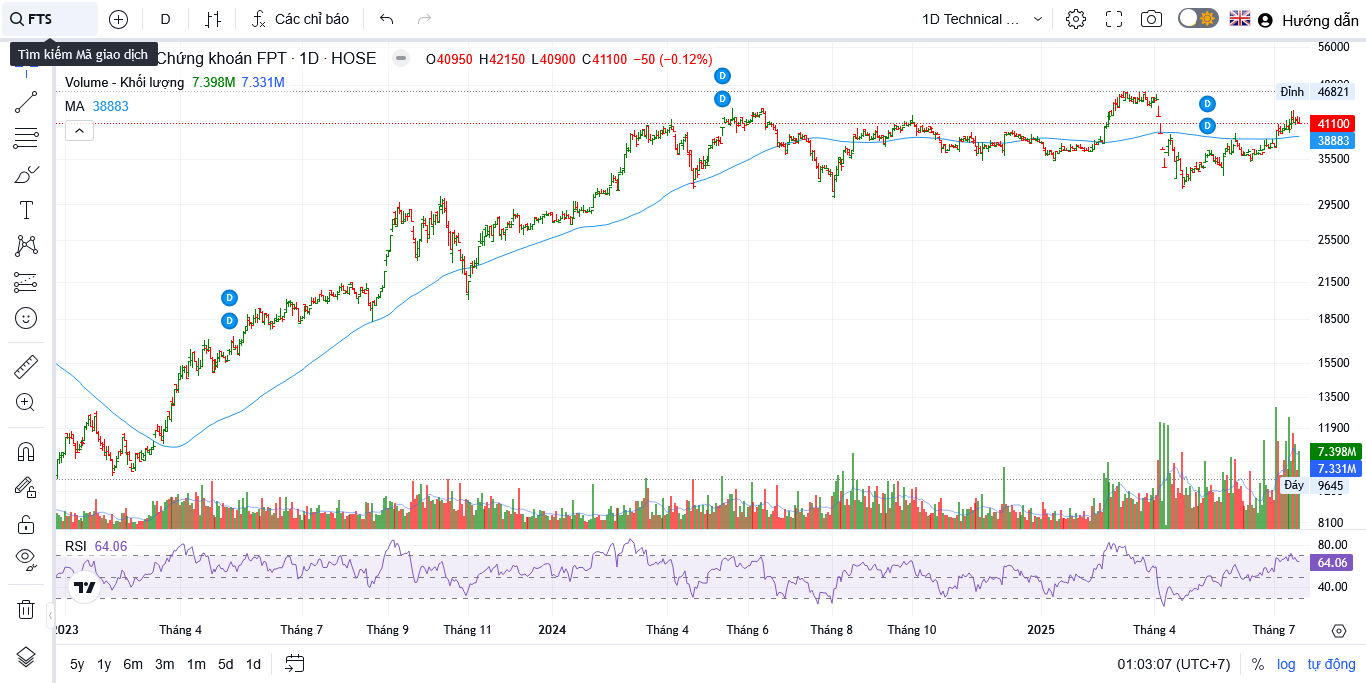 FTS
D
Các chỉ báo
1D Technical ...
Hướng dẫn
Tìm kiếm Mã giao dịch
Chứng khoán FPT · 1D · HOSE
O40950 H42150 L40900 C41100 −50 (−0.12%)
Volume - Khối lượng 7.398M 7.331M
MA 38883
D
D
D
D
D
D
56000
Đỉnh 46821
41100
38883
35500
29500
25500
21500
18500
15500
13500
11900
7.398M
7.331M
Đáy 9645
8100
RSI 64.06
80.00
64.06
40.00
2023 Tháng 4 Tháng 7 Tháng 9 Tháng 11 2024 Tháng 4 Tháng 6 Tháng 8 Tháng 10 2025 Tháng 4 Tháng 7
5y 1y 6m 3m 1m 5d 1d
01:03:07 (UTC+7) % log tự động